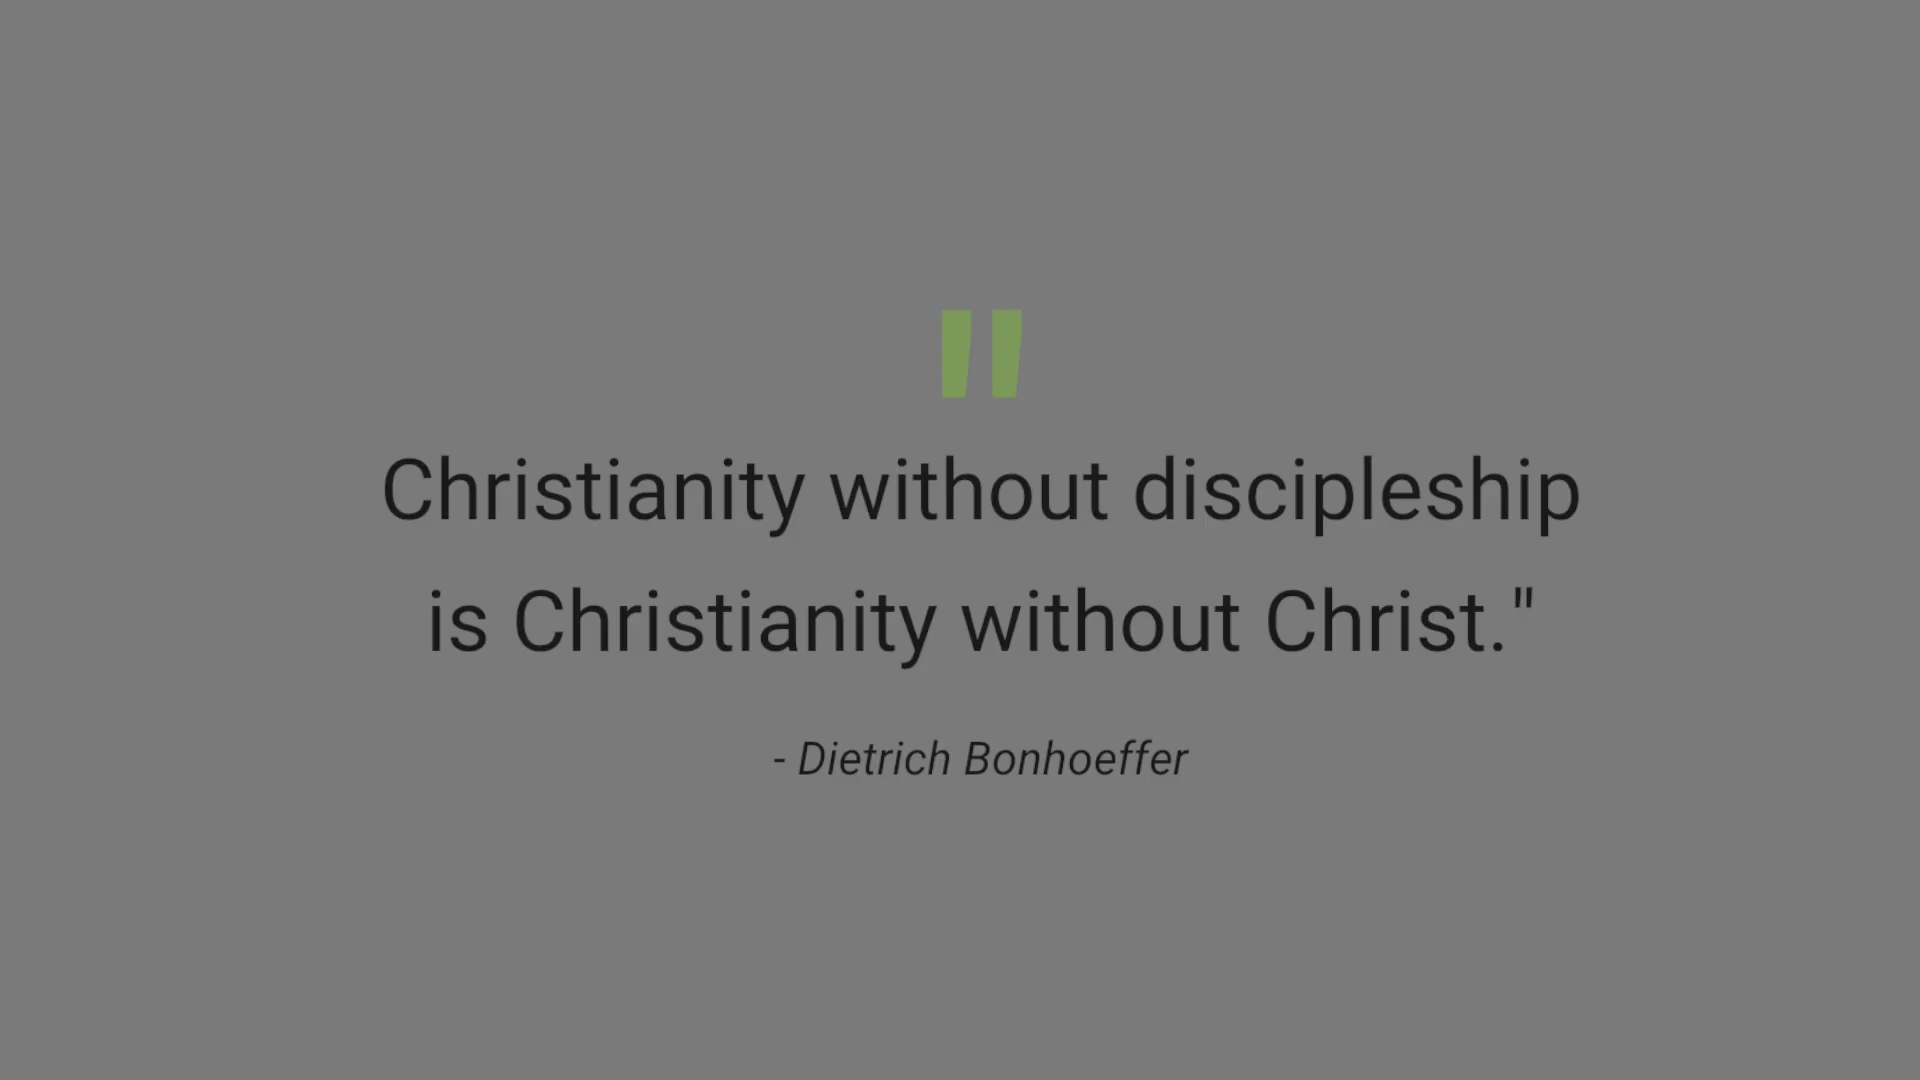 "
Christianity without discipleship
is Christianity without Christ."
- Dietrich Bonhoeffer